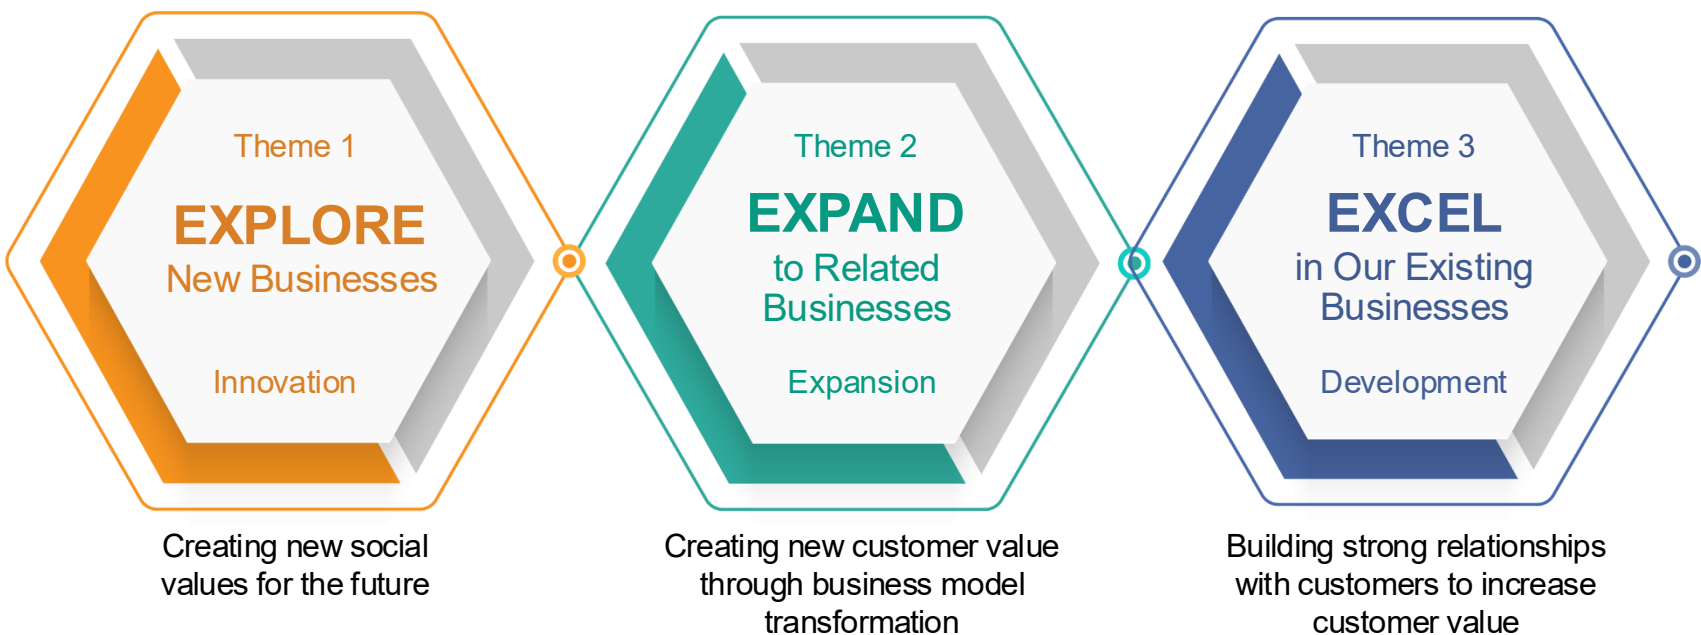 Theme 1
EXPLORE
New Businesses
Innovation
Creating new social
values for the future
Theme 2
EXPAND
to Related
Businesses
Expansion
Creating new customer value
through business model
transformation
Theme 3
EXCEL
in Our Existing
Businesses
Development
Building strong relationships
with customers to increase
customer value